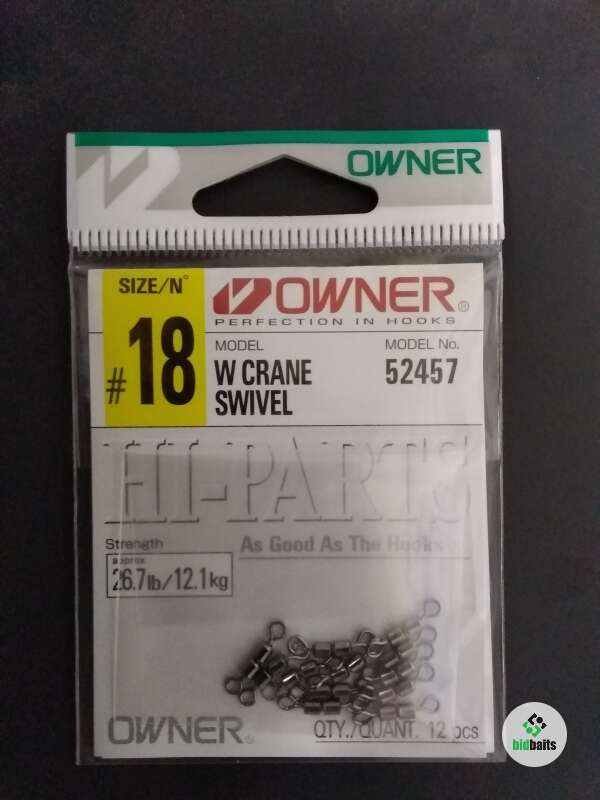 OWNER
SIZE/N°
#18
OWNER®
PERFECTION IN HOOKS
MODEL
W CRANE
SWIVEL
MODEL No.
52457
HI-PARTS
Strength
As Good As The Hooks
approx
26.7lb/12.1kg
OWNER®
QTY./QUANT. 12 pcs
bidbaits